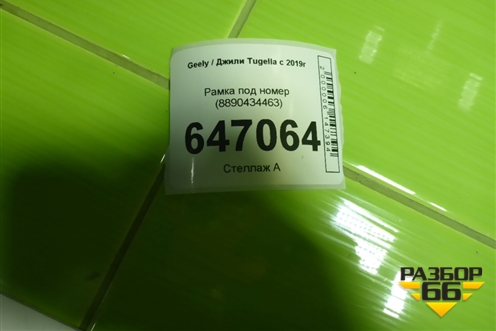 Geely / Джили Tugella с 2019г
Рамка под номер
(8890434463)
647064
Стеллаж А
РАЗБОР
66